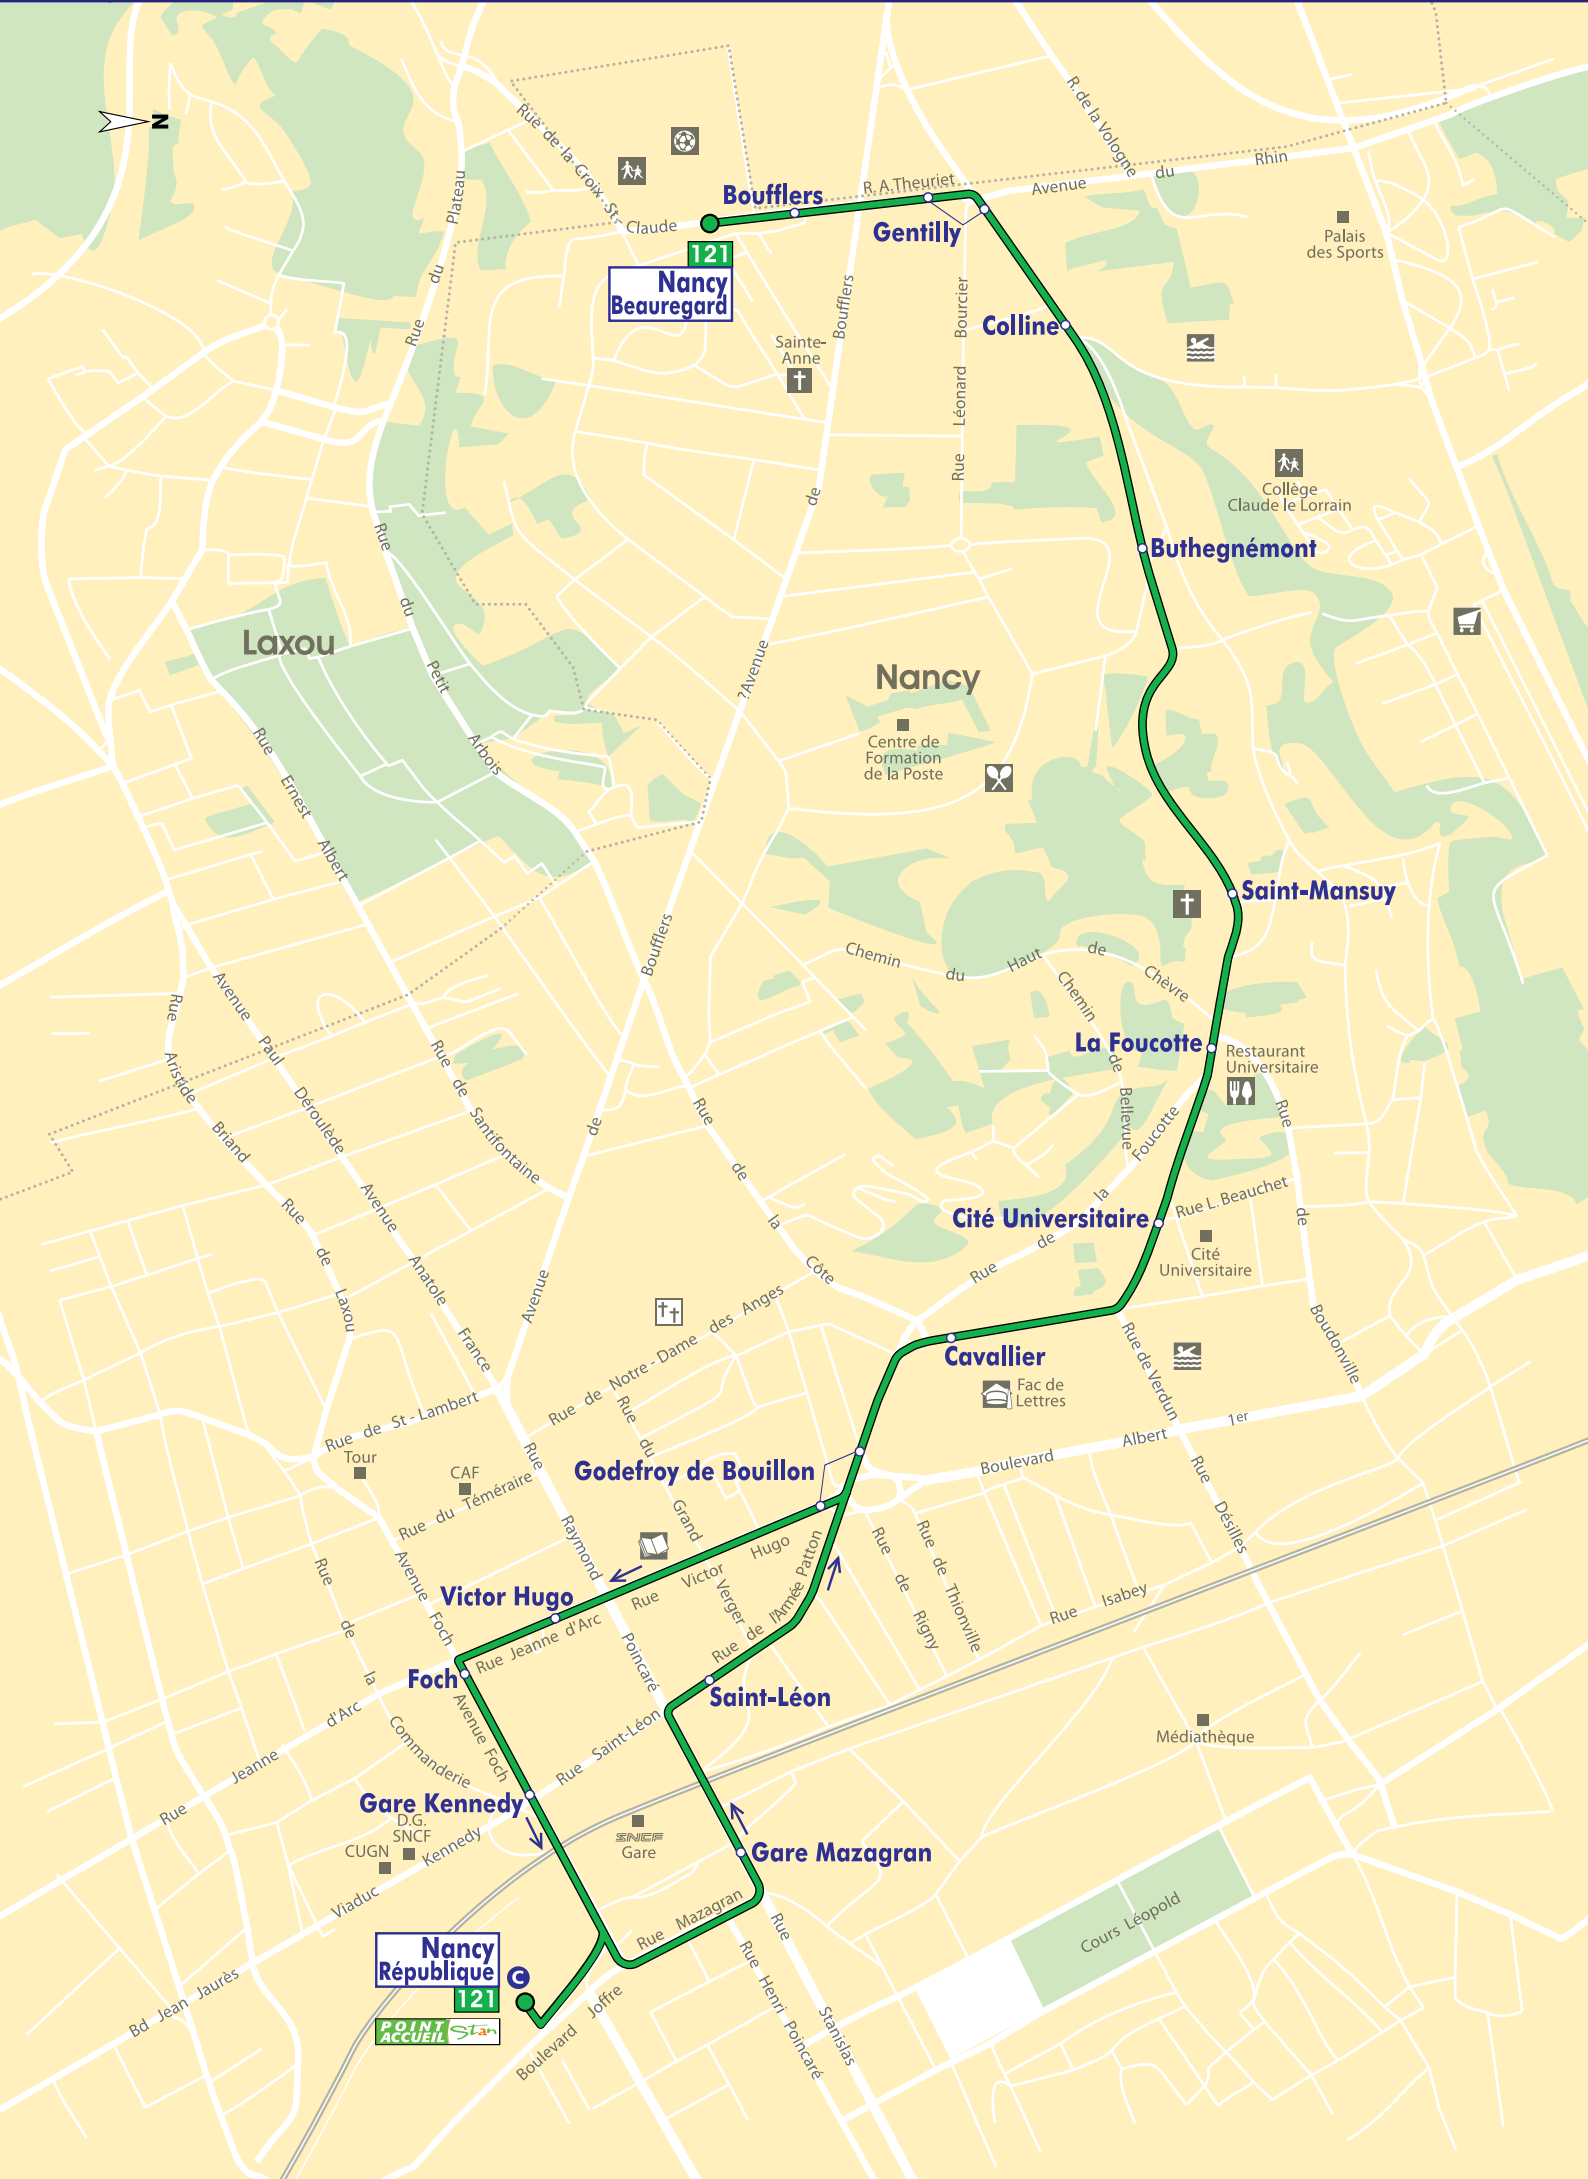 N
Rue de la Croix St-Claude
R. de la Vologne
Rue du Plateau
Boufflers
R. A. Theuriet
Avenue du Rhin
Gentilly
Palais
des Sports
121
Nancy
Beauregard
Sainte-
Anne
?Avenue de Boufflers
Rue Léonard Bourcier
Colline
Collège
Claude le Lorrain
Buthegnémont
Rue du Petit Arbois
Laxou
Nancy
Centre de
Formation
de la Poste
Rue Ernest Albert
Saint-Mansuy
Chemin du Haut de Chèvre
Chemin de Bellevue
La Foucotte
Restaurant
Universitaire
Avenue de Boufflers
Rue Aristide Briand
Avenue Paul Déroulède
Rue de Santifontaine
Rue de la Côte
Rue de la Foucotte
Rue de Boudonville
Rue L. Beauchet
Cité Universitaire
Cité
Universitaire
Rue de Laxou
Avenue Anatole France
Rue de Notre-Dame des Anges
Cavallier
Fac de
Lettres
Rue de Verdun
Rue de St-Lambert
Tour
CAF
Rue du Téméraire
Rue du Grand Verger
Godefroy de Bouillon
Boulevard Albert 1er
Rue Désilles
Rue Raymond Poincaré
Rue Victor Hugo
Rue de l'Armée Patton
Rue de Rigny
Rue de Thionville
Rue Isabey
Avenue Foch
Victor Hugo
Rue Jeanne d'Arc
Foch
Saint-Léon
Rue de la Commanderie
Avenue Foch
Rue Saint-Léon
Rue Jeanne d'Arc
Médiathèque
Gare Kennedy
D.G.
SNCF
CUGN
Viaduc Kennedy
SNCF
Gare
Gare Mazagran
Rue Mazagran
Cours Léopold
Nancy
République
121
C
POINT
ACCUEIL
Stan
Bd Jean Jaurès
Boulevard Joffre
Rue Henri Poincaré
Rue Stanislas